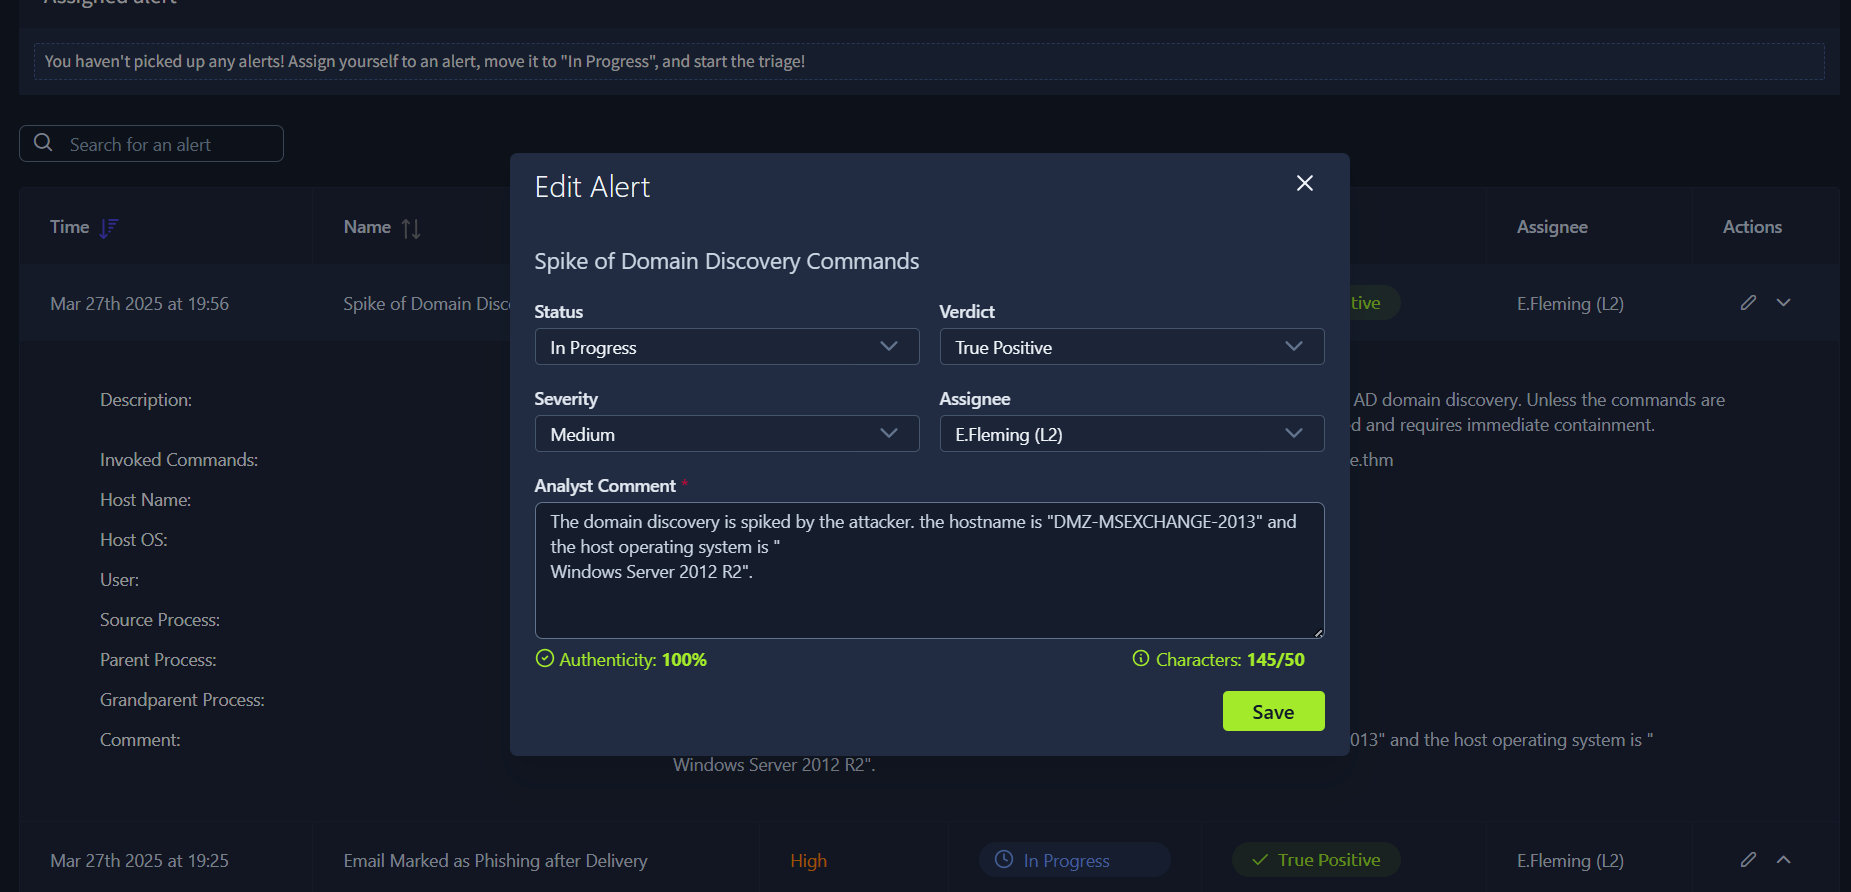 Assigned alert
You haven't picked up any alerts! Assign yourself to an alert, move it to "In Progress", and start the triage!
Search for an alert
Edit Alert
Time
Name
Assignee
Actions
Spike of Domain Discovery Commands
Mar 27th 2025 at 19:56
Spike of Domain Disc
tive
E.Fleming (L2)
Status
Verdict
In Progress
True Positive
Severity
Assignee
Medium
E.Fleming (L2)
Description:
AD domain discovery. Unless the commands are
d and requires immediate containment.
Invoked Commands:
e.thm
Analyst Comment *
The domain discovery is spiked by the attacker. the hostname is "DMZ-MSEXCHANGE-2013" and
the host operating system is "
Windows Server 2012 R2".
Host Name:
Host OS:
User:
Source Process:
Parent Process:
Grandparent Process:
Authenticity: 100%
Characters: 145/50
Save
Comment:
013" and the host operating system is "
Windows Server 2012 R2".
Mar 27th 2025 at 19:25
Email Marked as Phishing after Delivery
High
In Progress
True Positive
E.Fleming (L2)